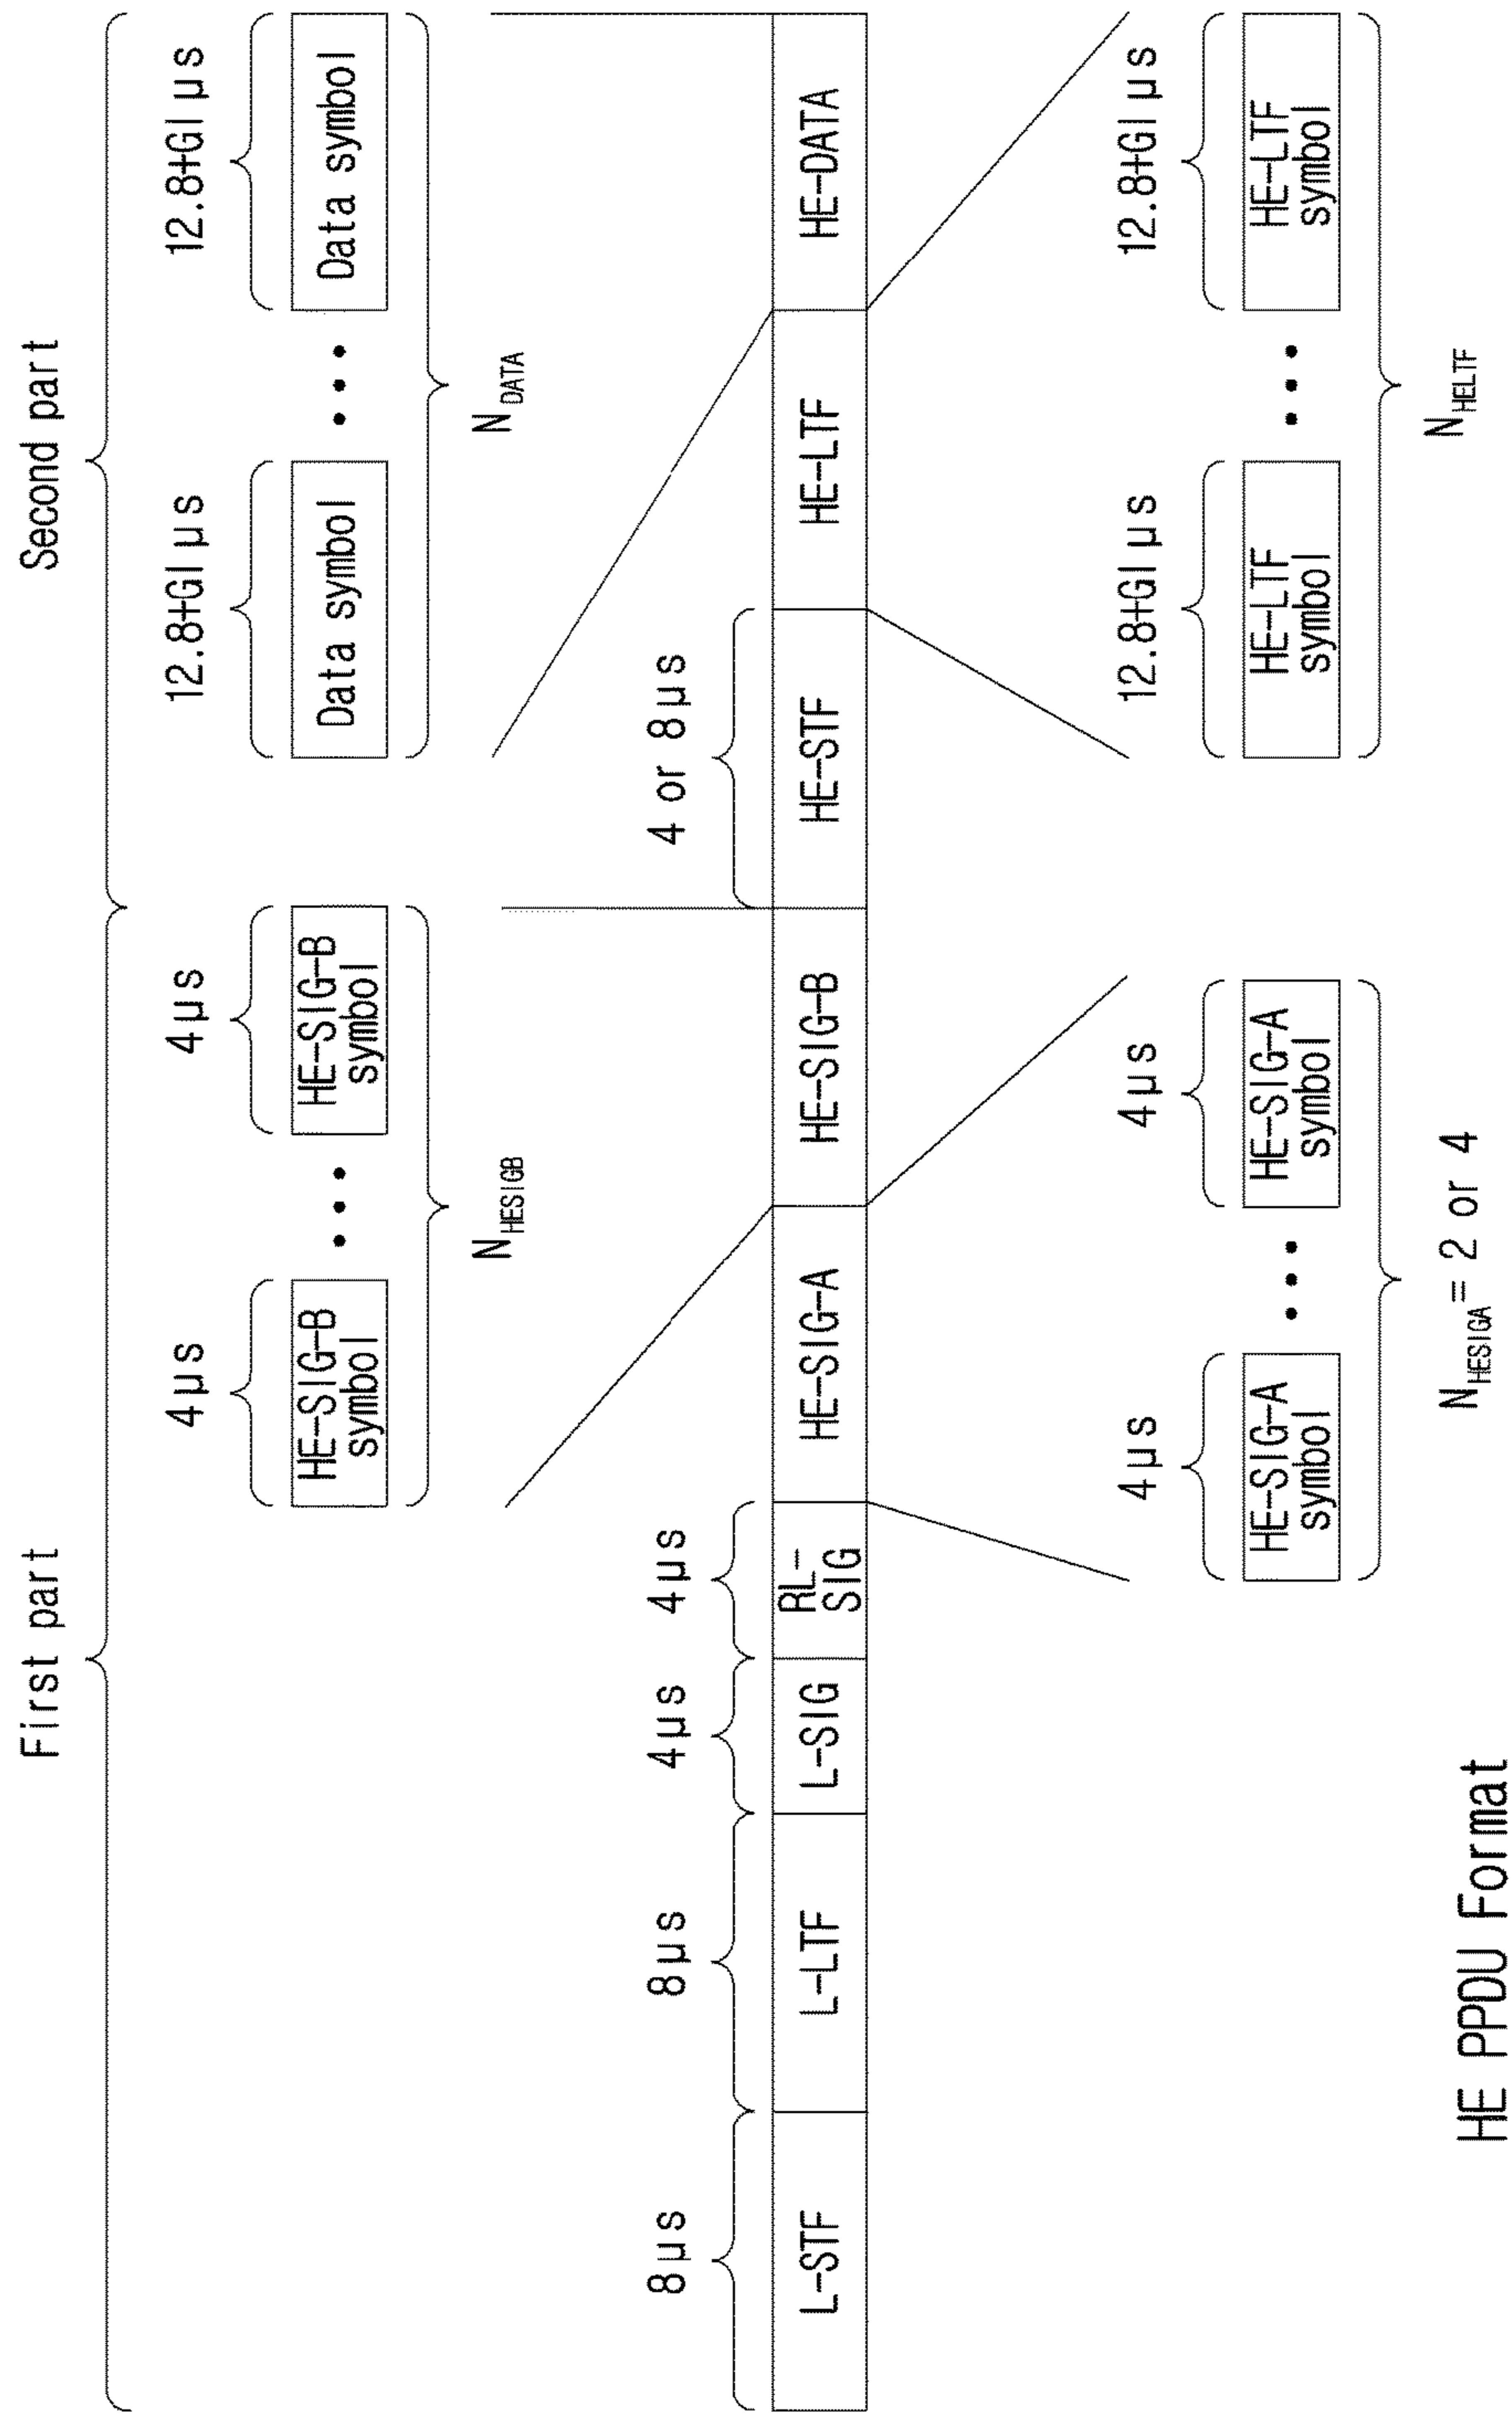 First part
Second part
4μs
4μs
12.8+GI μs
12.8+GI μs
HE-SIG-B
symbol
HE-SIG-B
symbol
Data symbol
Data symbol
N_HESIGB
N_DATA
8μs
8μs
4μs
4μs
4 or 8μs
L-STF
L-LTF
L-SIG
RL-
SIG
HE-SIG-A
HE-SIG-B
HE-STF
HE-LTF
HE-DATA
4μs
4μs
12.8+GI μs
12.8+GI μs
HE-SIG-A
symbol
HE-SIG-A
symbol
HE-LTF
symbol
HE-LTF
symbol
N_HESIGA = 2 or 4
N_HELTF
HE PPDU Format